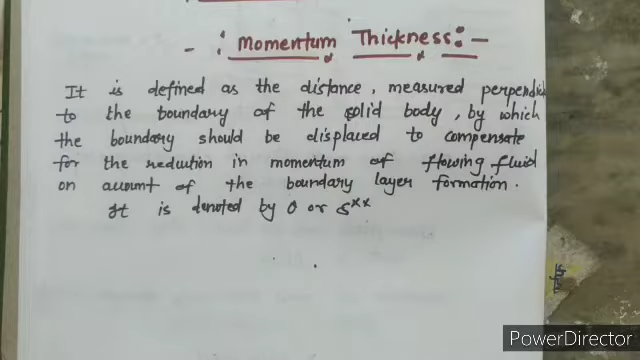 - : Momentum Thickness : -
It is defined as the distance, measured perpendic
to the boundary of the solid body, by which
the boundary should be displaced to compensate
for the reduction in momentum of flowing fluid
on amount of the boundary layer formation.
It is denoted by θ or δ**
PowerDirector